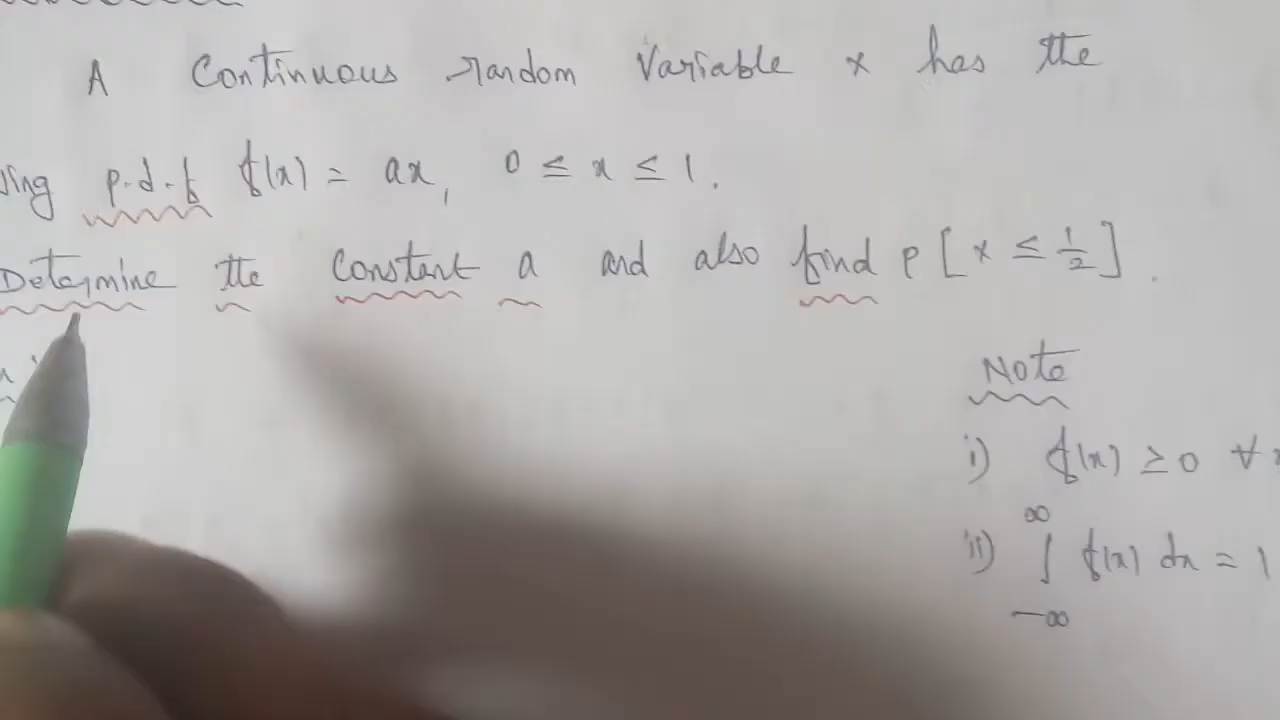 A Continuous random Variable x has the
p.d.f f(x) = ax, 0 ≤ x ≤ 1.
Determine the Constant a and also find P[x ≤ 1/2].
Note
i) f(x) ≥ 0 ∀
ii) ∫_{-∞}^{∞} f(x) dx = 1